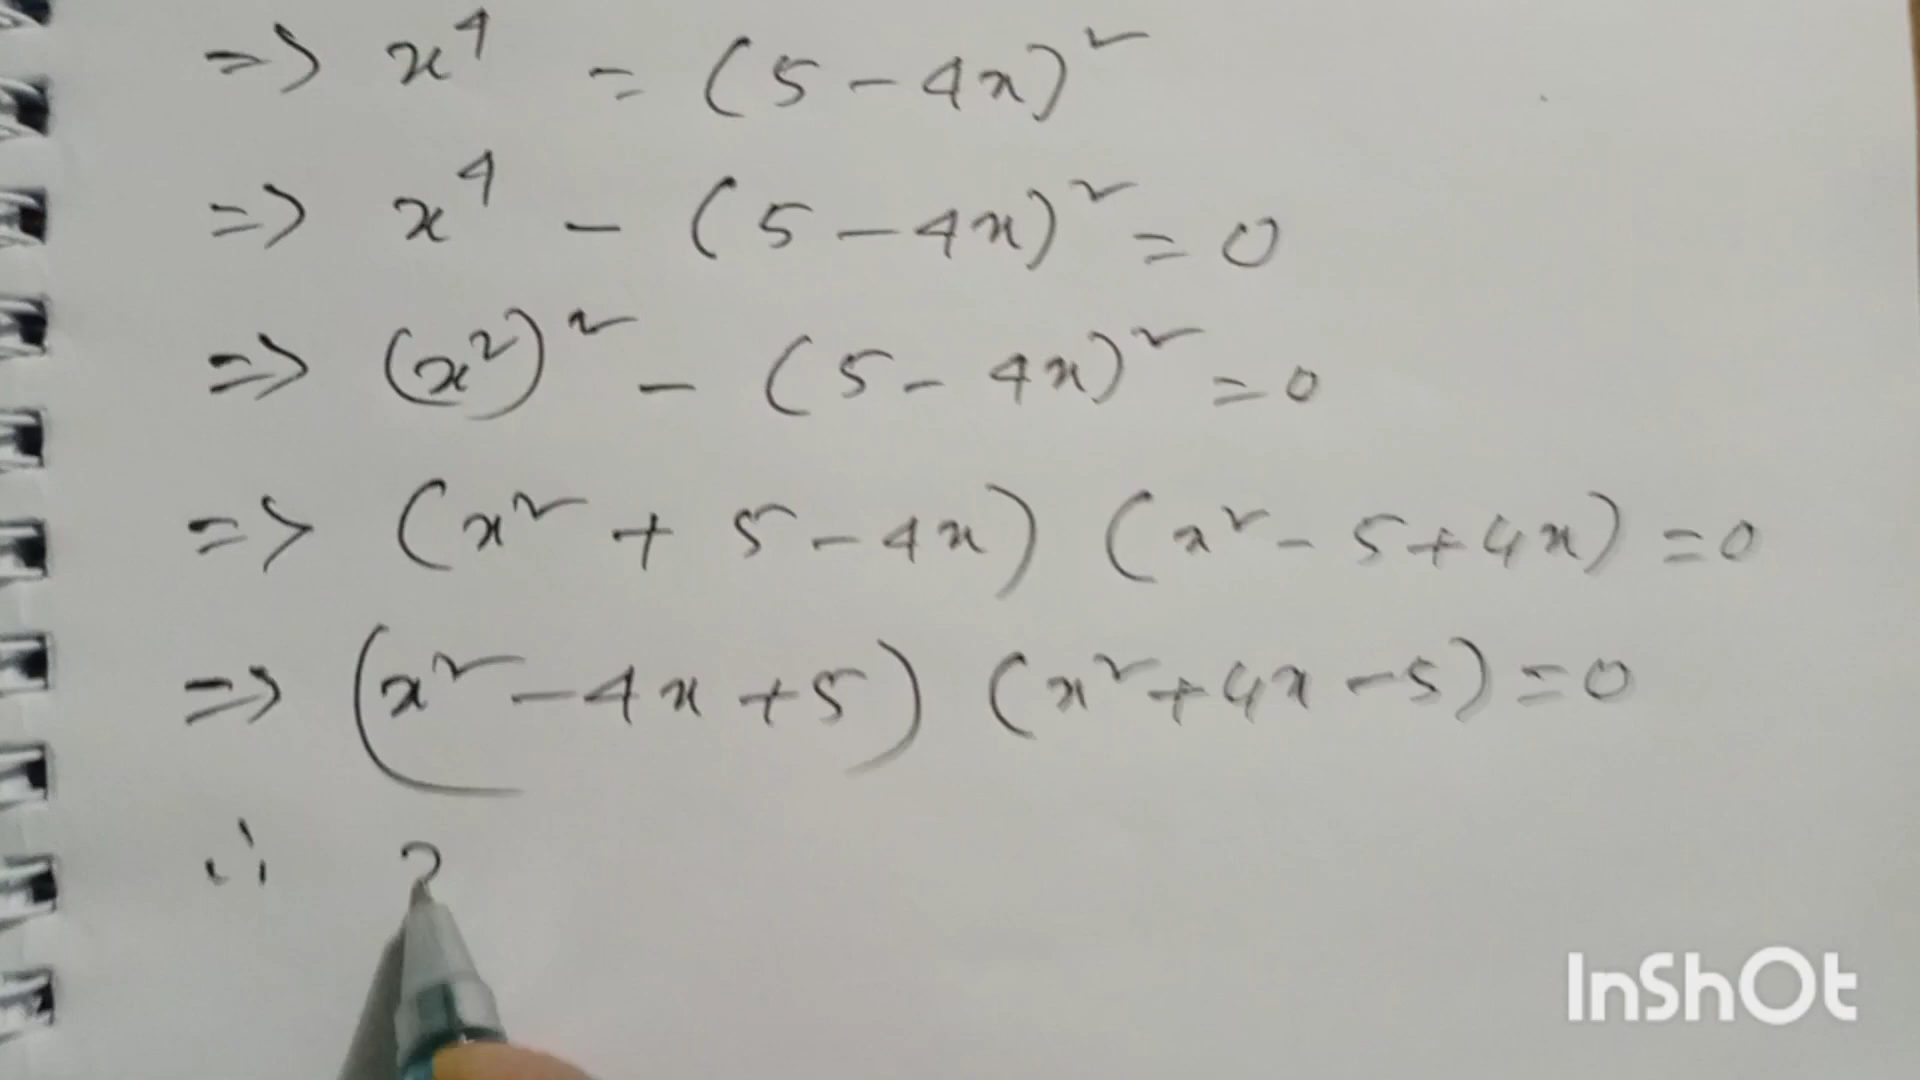 => x⁴ = (5 - 4x)²
=> x⁴ - (5 - 4x)² = 0
=> (x²)² - (5 - 4x)² = 0
=> (x² + 5 - 4x) (x² - 5 + 4x) = 0
=> (x² - 4x + 5) (x² + 4x - 5) = 0
∴
InShOt